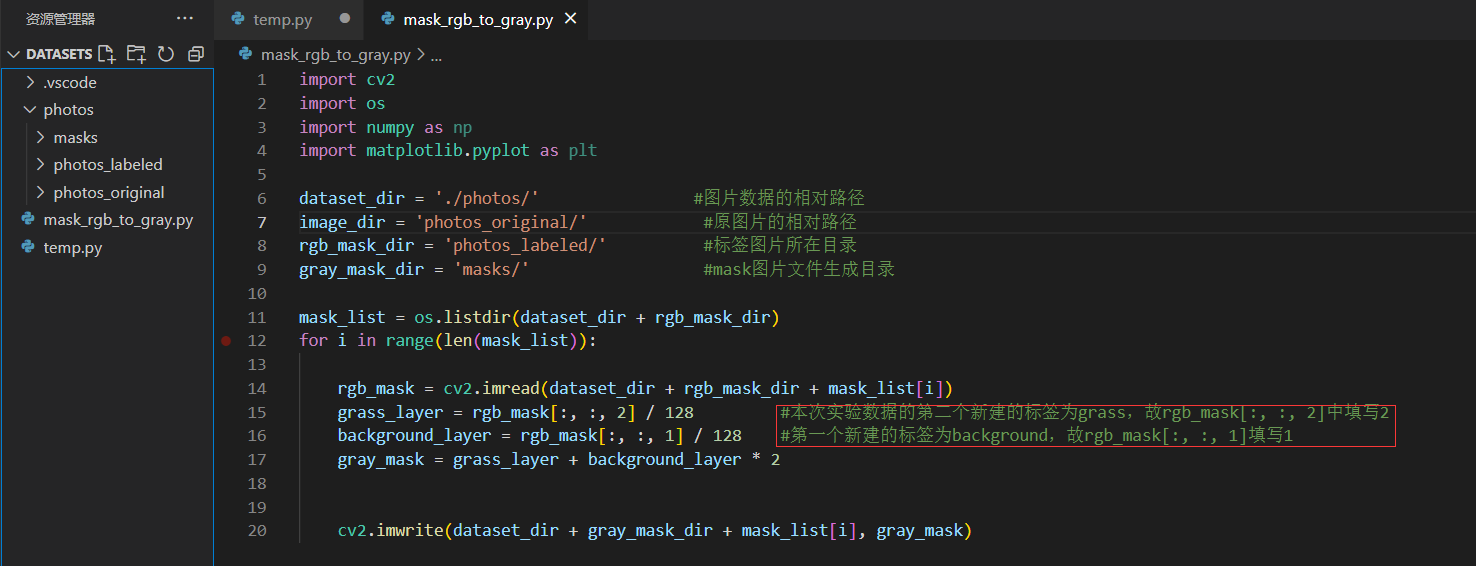 资源管理器 ···
DATASETS
.vscode
photos
masks
photos_labeled
photos_original
mask_rgb_to_gray.py
temp.py
temp.py
mask_rgb_to_gray.py
mask_rgb_to_gray.py > ...
1 import cv2
2 import os
3 import numpy as np
4 import matplotlib.pyplot as plt
5
6 dataset_dir = './photos/' #图片数据的相对路径
7 image_dir = 'photos_original/' #原图片的相对路径
8 rgb_mask_dir = 'photos_labeled/' #标签图片所在目录
9 gray_mask_dir = 'masks/' #mask图片文件生成目录
10
11 mask_list = os.listdir(dataset_dir + rgb_mask_dir)
12 for i in range(len(mask_list)):
13
14 rgb_mask = cv2.imread(dataset_dir + rgb_mask_dir + mask_list[i])
15 grass_layer = rgb_mask[:, :, 2] / 128 #本次实验数据的第二个新建的标签为grass，故rgb_mask[:, :, 2]中填写2
16 background_layer = rgb_mask[:, :, 1] / 128 #第一个新建的标签为background，故rgb_mask[:, :, 1]填写1
17 gray_mask = grass_layer + background_layer * 2
18
19
20 cv2.imwrite(dataset_dir + gray_mask_dir + mask_list[i], gray_mask)